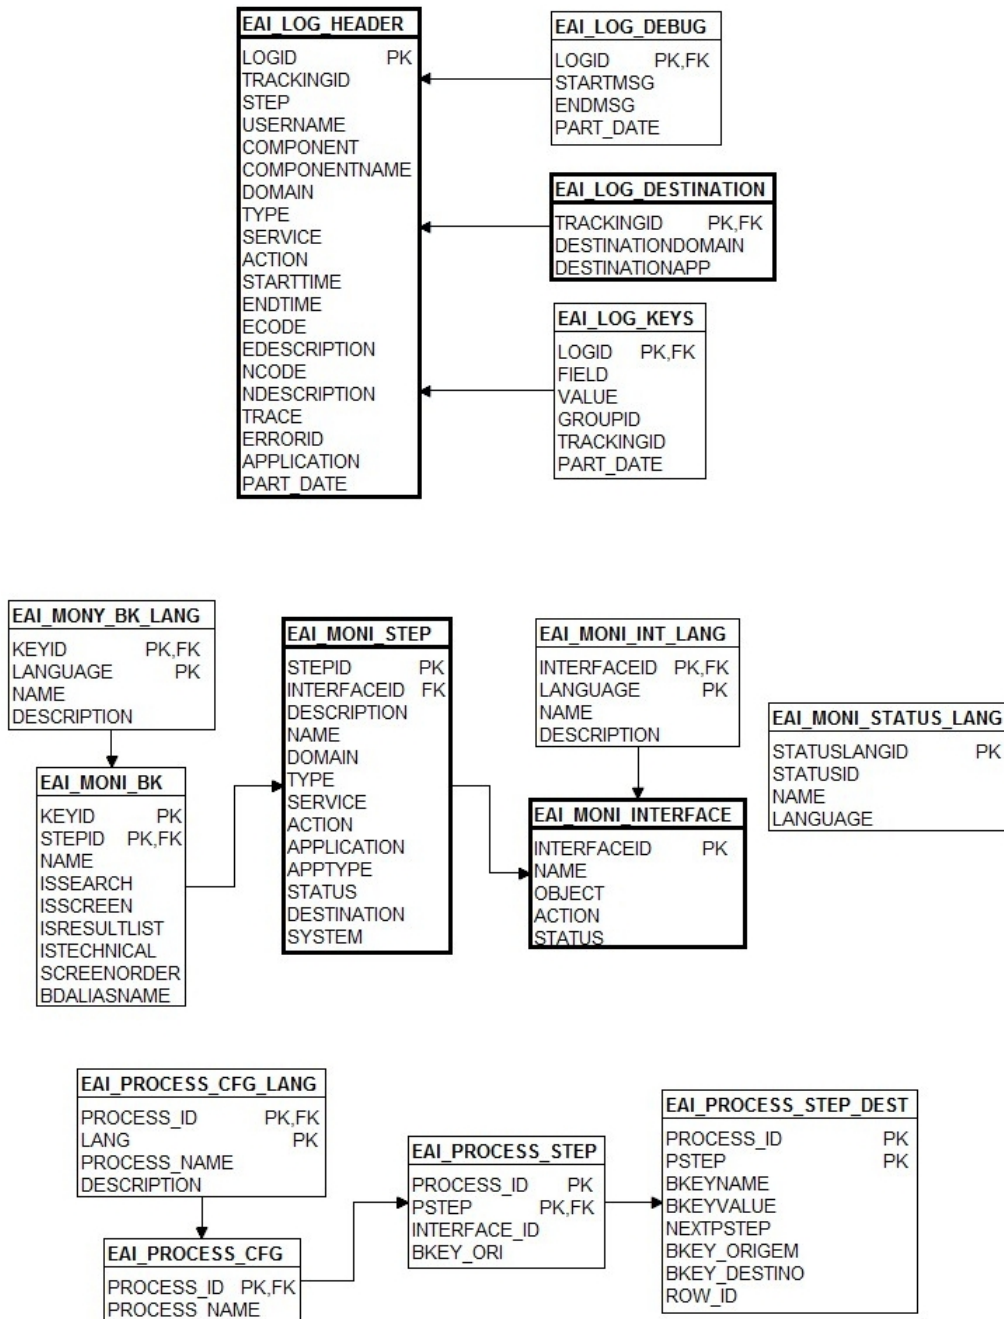 EAI_LOG_HEADER
LOGID PK
TRACKINGID
STEP
USERNAME
COMPONENT
COMPONENTNAME
DOMAIN
TYPE
SERVICE
ACTION
STARTTIME
ENDTIME
ECODE
EDESCRIPTION
NCODE
NDESCRIPTION
TRACE
ERRORID
APPLICATION
PART_DATE
EAI_LOG_DEBUG
LOGID PK,FK
STARTMSG
ENDMSG
PART_DATE
EAI_LOG_DESTINATION
TRACKINGID PK,FK
DESTINATIONDOMAIN
DESTINATIONAPP
EAI_LOG_KEYS
LOGID PK,FK
FIELD
VALUE
GROUPID
TRACKINGID
PART_DATE
EAI_MONY_BK_LANG
KEYID PK,FK
LANGUAGE PK
NAME
DESCRIPTION
EAI_MONI_BK
KEYID PK
STEPID PK,FK
NAME
ISSEARCH
ISSCREEN
ISRESULTLIST
ISTECHNICAL
SCREENORDER
BDALIASNAME
EAI_MONI_STEP
STEPID PK
INTERFACEID FK
DESCRIPTION
NAME
DOMAIN
TYPE
SERVICE
ACTION
APPLICATION
APPTYPE
STATUS
DESTINATION
SYSTEM
EAI_MONI_INT_LANG
INTERFACEID PK,FK
LANGUAGE PK
NAME
DESCRIPTION
EAI_MONI_INTERFACE
INTERFACEID PK
NAME
OBJECT
ACTION
STATUS
EAI_MONI_STATUS_LANG
STATUSLANGID PK
STATUSID
NAME
LANGUAGE
EAI_PROCESS_CFG_LANG
PROCESS_ID PK,FK
LANG PK
PROCESS_NAME
DESCRIPTION
EAI_PROCESS_CFG
PROCESS_ID PK,FK
PROCESS_NAME
EAI_PROCESS_STEP
PROCESS_ID PK
PSTEP PK,FK
INTERFACE_ID
BKEY_ORI
EAI_PROCESS_STEP_DEST
PROCESS_ID PK
PSTEP PK
BKEYNAME
BKEYVALUE
NEXTPSTEP
BKEY_ORIGEM
BKEY_DESTINO
ROW_ID